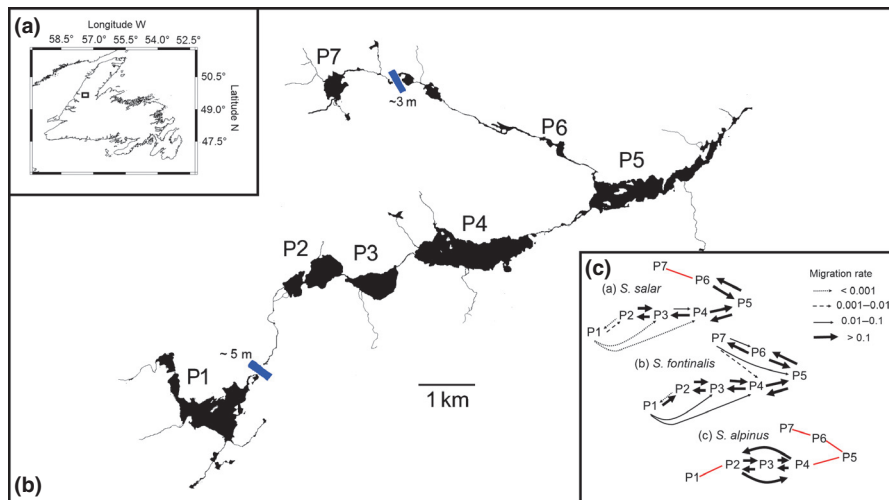 (a)
Longitude W
58.5° 57.0° 55.5° 54.0° 52.5°
50.5°
49.0°
47.5°
Latitude N
P7
~3 m
P6
P5
P4
P2
P3
~ 5 m
P1
1 km
(b)
(c)
Migration rate
< 0.001
0.001–0.01
0.01–0.1
> 0.1
(a) S. salar
P7
P6
P5
P2 P3 P4
P1
(b) S. fontinalis
P7
P6
P5
P2 P3 P4
P1
(c) S. alpinus
P7
P6
P5
P2 P3 P4
P1